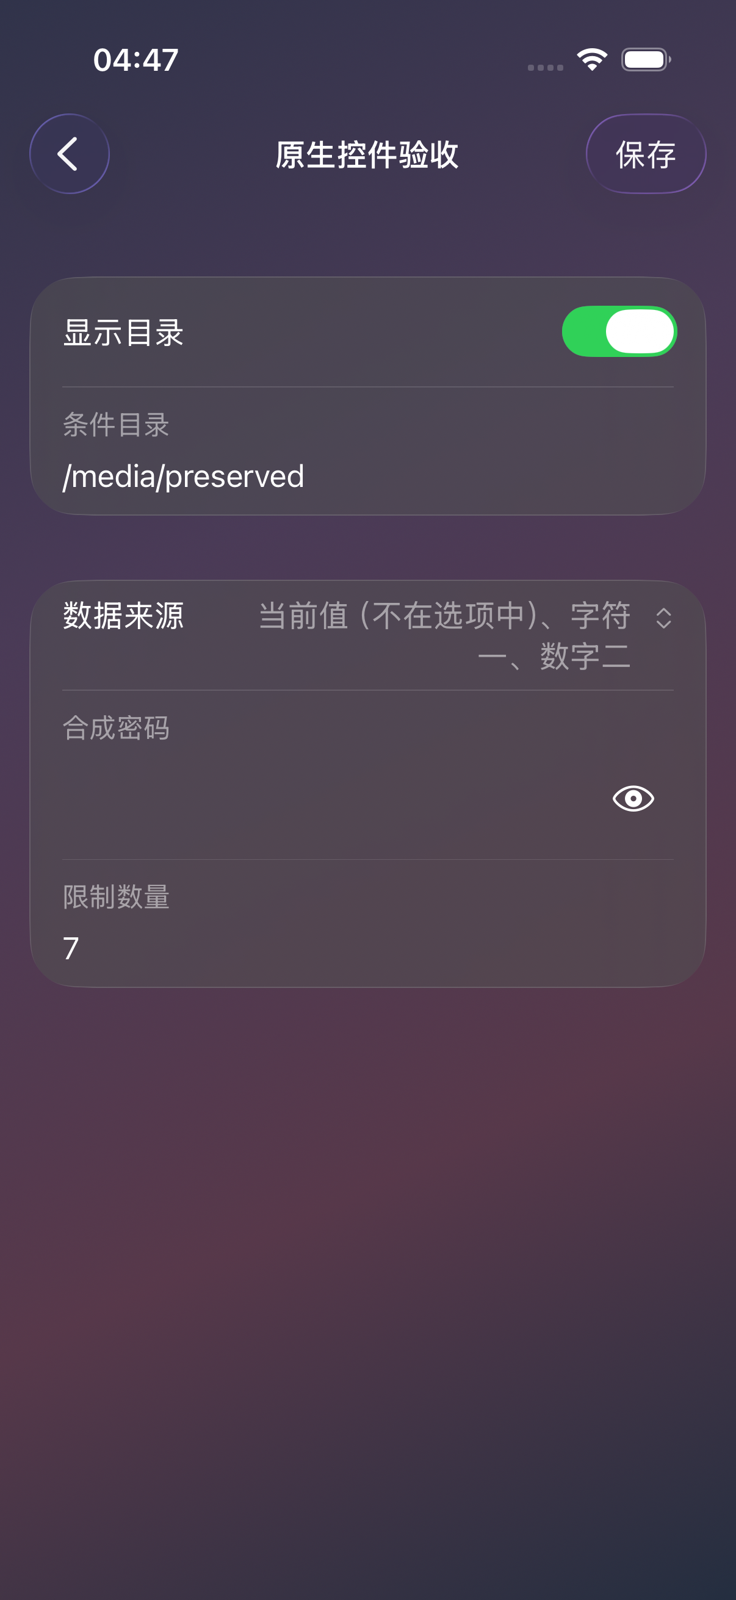 04:47
原生控件验收
保存
显示目录
条件目录
/media/preserved
数据来源
当前值 (不在选项中)、字符
一、数字二
合成密码
限制数量
7